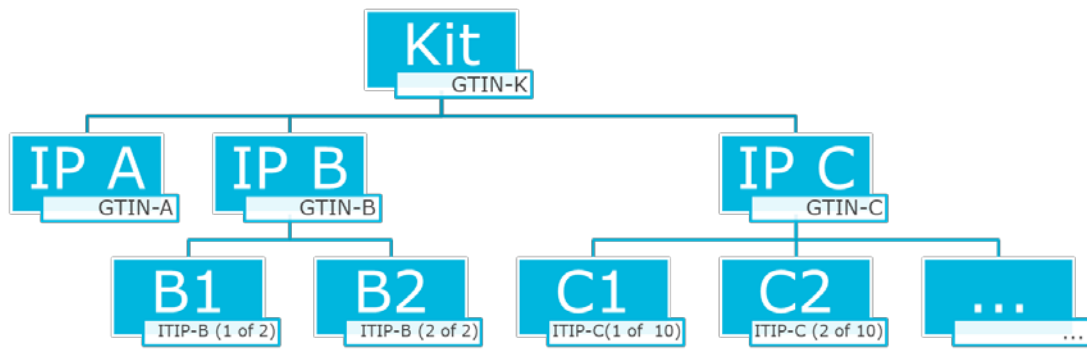 Kit
GTIN-K
IP A
GTIN-A
IP B
GTIN-B
IP C
GTIN-C
B1
ITIP-B (1 of 2)
B2
ITIP-B (2 of 2)
C1
ITIP-C(1 of 10)
C2
ITIP-C (2 of 10)
...
...